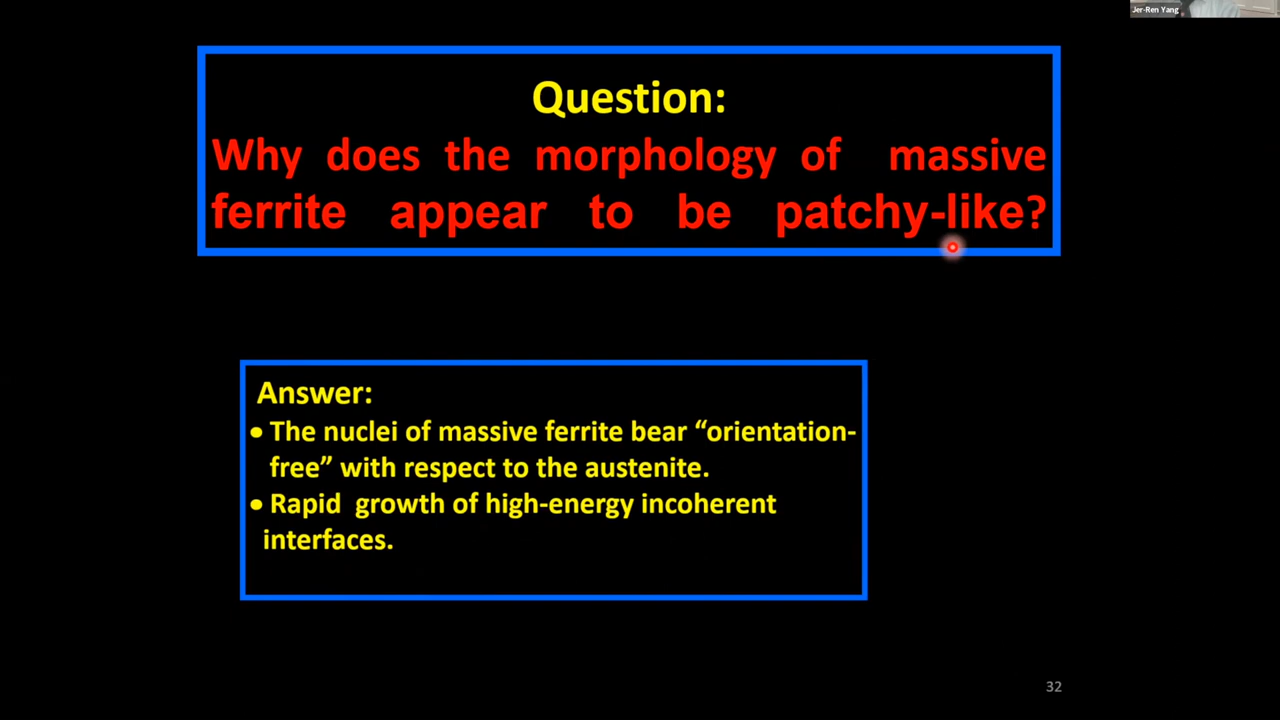 Jer-Ren Yang
Question:
Why does the morphology of massive
ferrite appear to be patchy-like?
Answer:
• The nuclei of massive ferrite bear “orientation-
free” with respect to the austenite.
• Rapid growth of high-energy incoherent
interfaces.
32